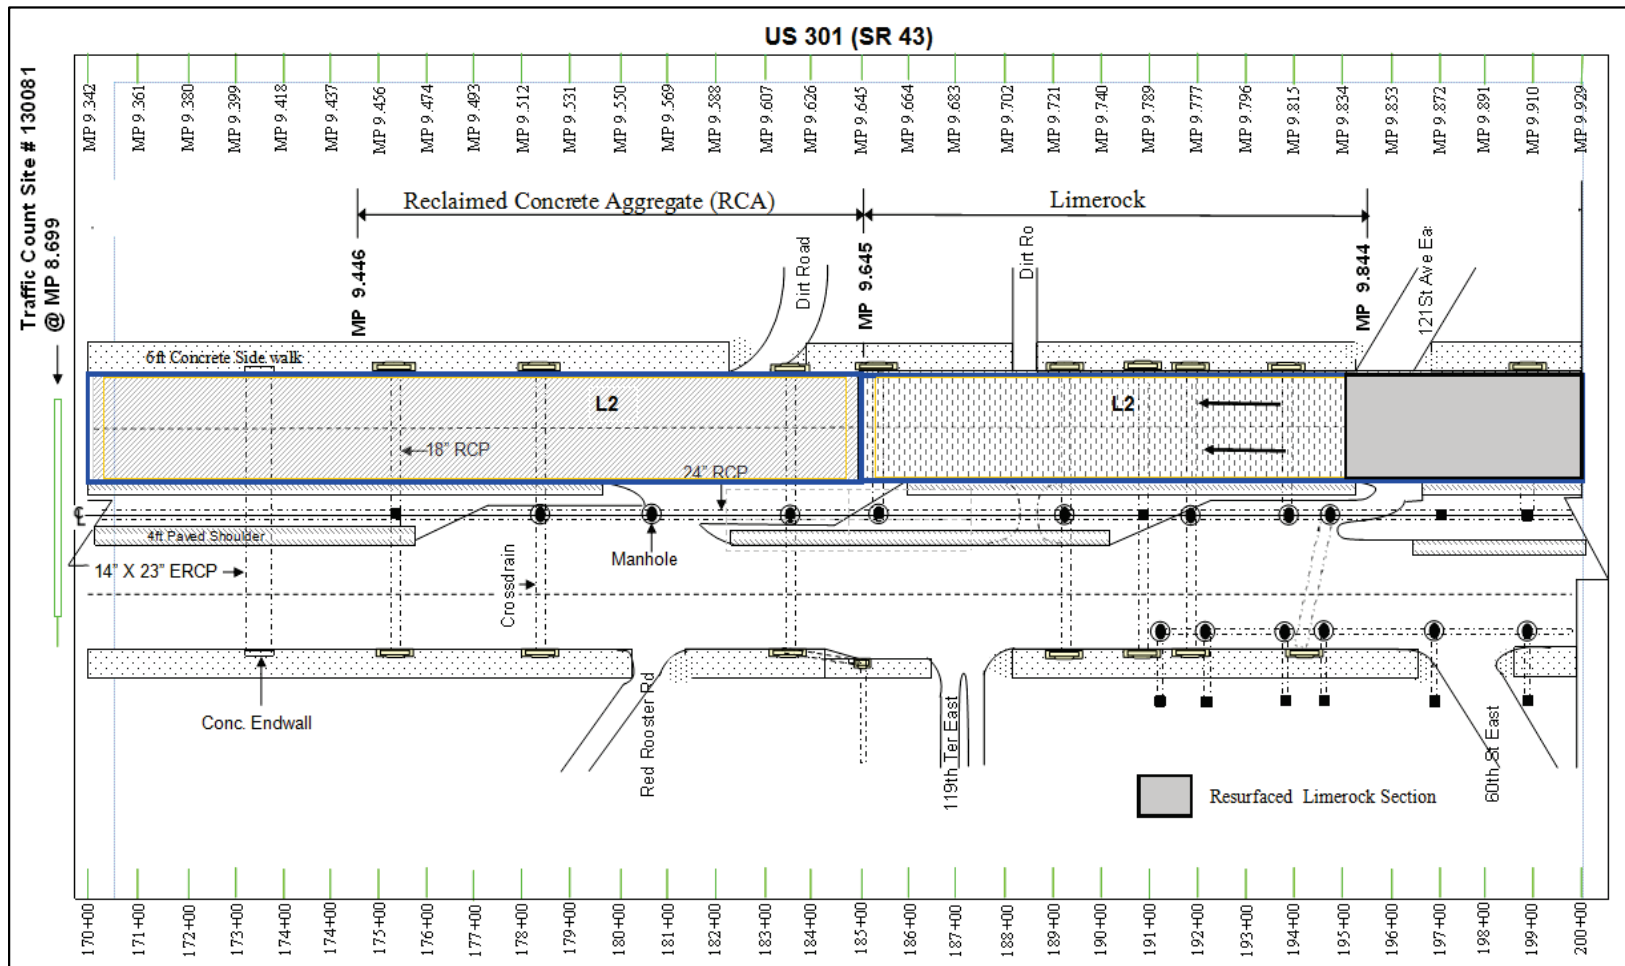 US 301 (SR 43)
Traffic Count Site # 130081
@ MP 8.699
MP 9.342
MP 9.361
MP 9.380
MP 9.399
MP 9.418
MP 9.437
MP 9.456
MP 9.474
MP 9.493
MP 9.512
MP 9.531
MP 9.550
MP 9.569
MP 9.588
MP 9.607
MP 9.626
MP 9.645
MP 9.664
MP 9.683
MP 9.702
MP 9.721
MP 9.740
MP 9.789
MP 9.777
MP 9.796
MP 9.815
MP 9.834
MP 9.853
MP 9.872
MP 9.891
MP 9.910
MP 9.929
Reclaimed Concrete Aggregate (RCA)
Limerock
MP 9.446
Dirt Road
MP 9.645
Dirt Ro
MP 9.844
121St Ave Ea
6ft Concrete Side walk
L2
L2
18" RCP
24" RCP
℄
4ft Paved Shoulder
Manhole
14" X 23" ERCP
Crossdrain
Conc. Endwall
Red Rooster Rd
119th Ter East
60th St East
Resurfaced Limerock Section
170+00
171+00
172+00
173+00
174+00
174+00
175+00
176+00
177+00
178+00
179+00
180+00
181+00
182+00
183+00
184+00
185+00
186+00
187+00
188+00
189+00
190+00
191+00
192+00
193+00
194+00
195+00
196+00
197+00
198+00
199+00
200+00